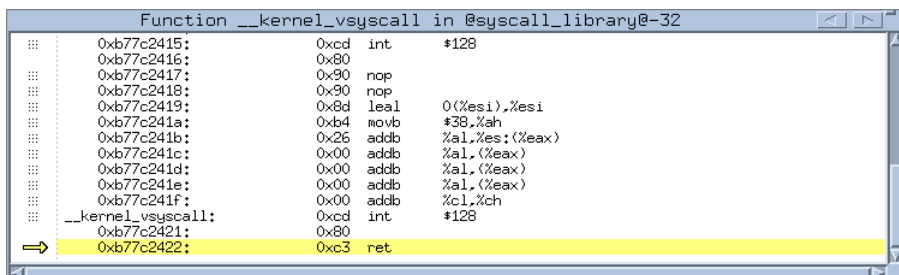 Function __kernel_vsyscall in @syscall_library@-32
0xb77c2415: 0xcd int $128
0xb77c2416: 0x80
0xb77c2417: 0x90 nop
0xb77c2418: 0x90 nop
0xb77c2419: 0x8d leal 0(%esi),%esi
0xb77c241a: 0xb4 movb $38,%ah
0xb77c241b: 0x26 addb %al,%es:(%eax)
0xb77c241c: 0x00 addb %al,(%eax)
0xb77c241d: 0x00 addb %al,(%eax)
0xb77c241e: 0x00 addb %al,(%eax)
0xb77c241f: 0x00 addb %cl,%ch
__kernel_vsyscall: 0xcd int $128
0xb77c2421: 0x80
0xb77c2422: 0xc3 ret